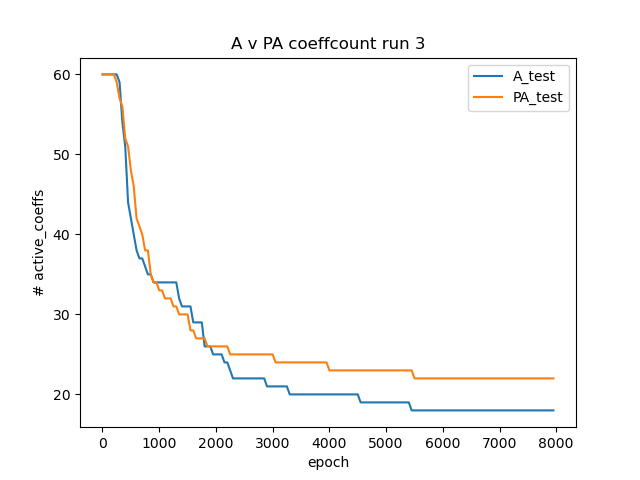 A v PA coeffcount run 3
A_test
PA_test
60
50
40
30
20
# active_coeffs
0 1000 2000 3000 4000 5000 6000 7000 8000
epoch